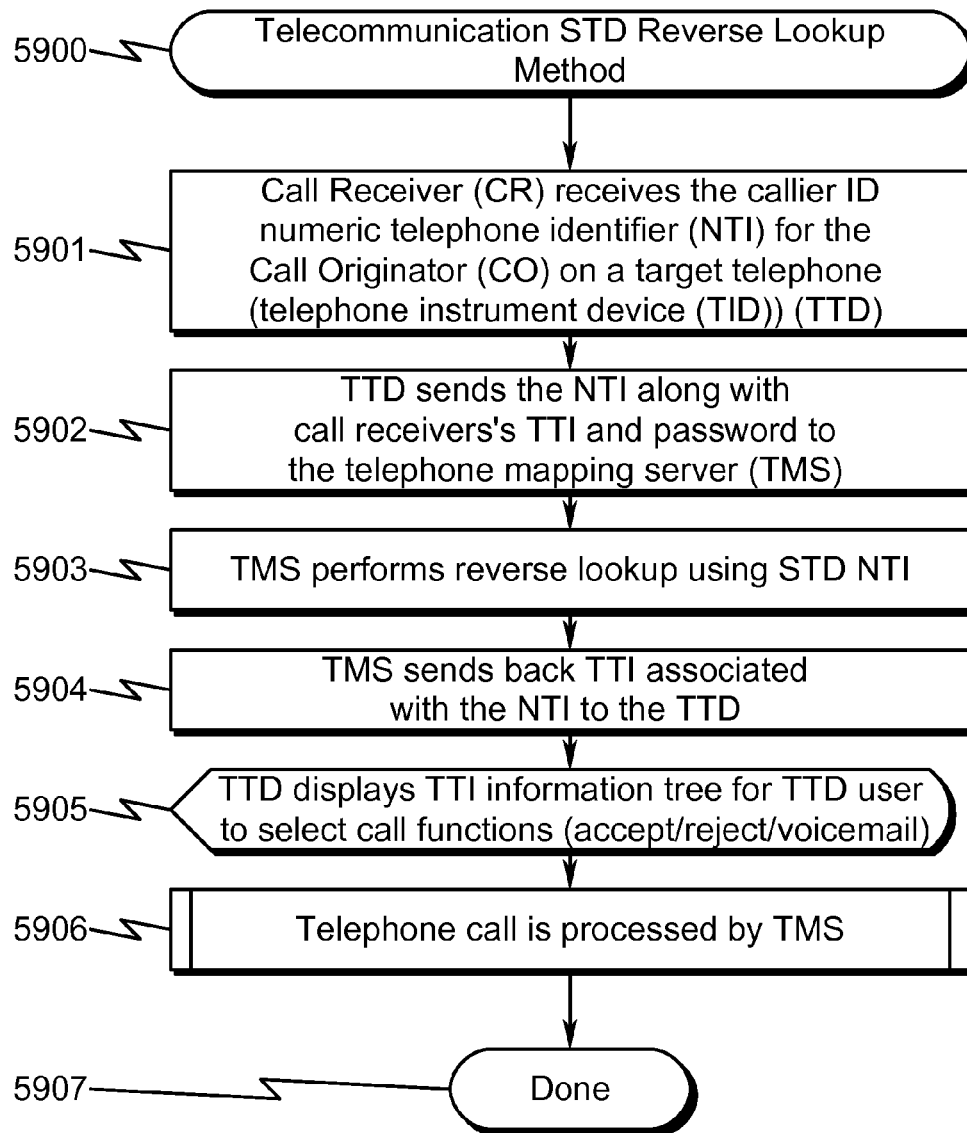 5900
Telecommunication STD Reverse Lookup
Method
5901
Call Receiver (CR) receives the callier ID
numeric telephone identifier (NTI) for the
Call Originator (CO) on a target telephone
(telephone instrument device (TID)) (TTD)
5902
TTD sends the NTI along with
call receivers's TTI and password to
the telephone mapping server (TMS)
5903
TMS performs reverse lookup using STD NTI
5904
TMS sends back TTI associated
with the NTI to the TTD
5905
TTD displays TTI information tree for TTD user
to select call functions (accept/reject/voicemail)
5906
Telephone call is processed by TMS
5907
Done